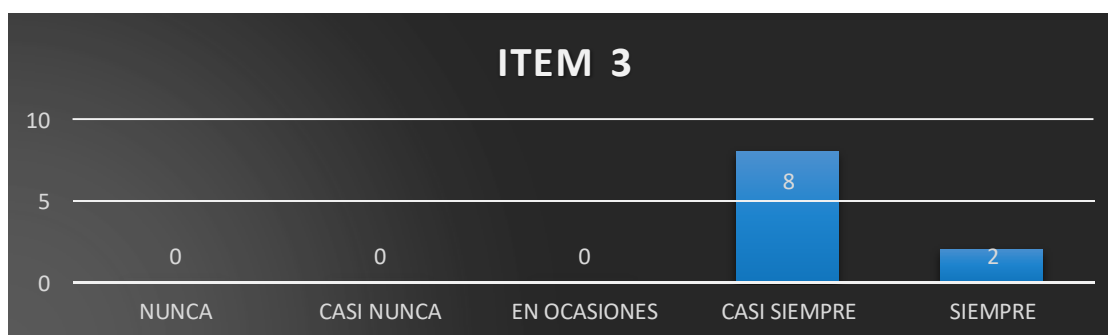 ITEM 3
10
5
0
8
2
0 0 0
NUNCA CASI NUNCA EN OCASIONES CASI SIEMPRE SIEMPRE